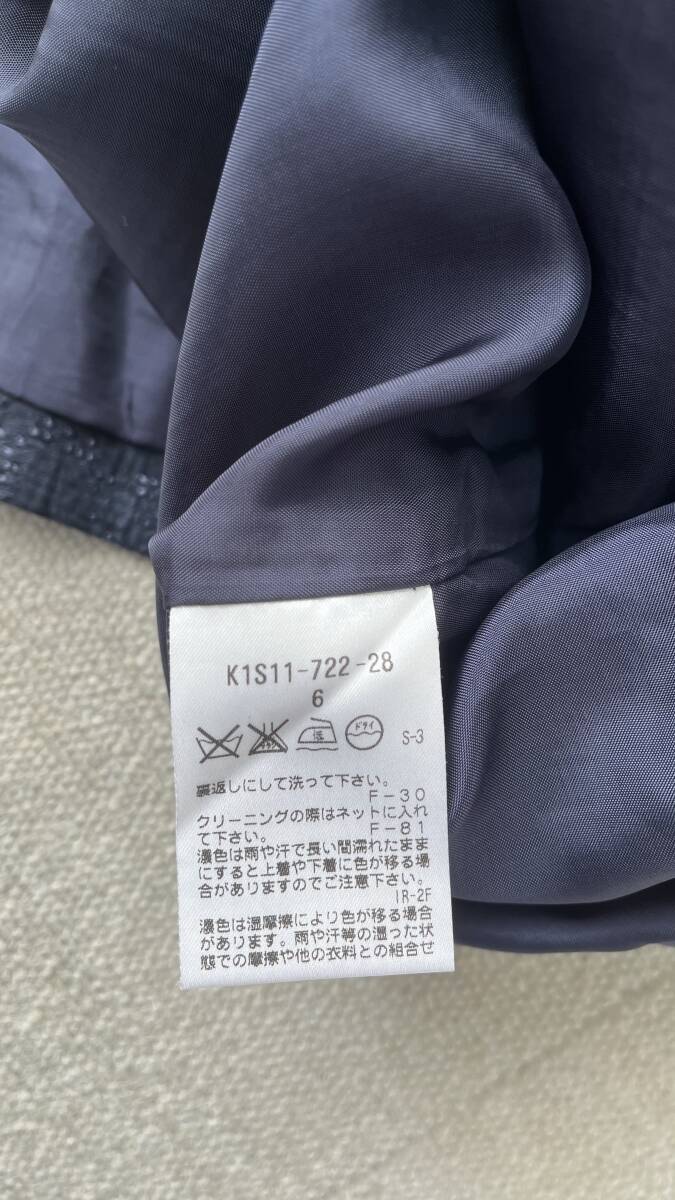 K1S11-722-28
6
ドライ
S-3
裏返しにして洗って下さい。
F-30
クリーニングの際はネットに入れ
て下さい。
F-81
濃色は雨や汗で長い間濡れたまま
にすると上着や下着に色が移る場
合がありますのでご注意下さい。
IR-2F
濃色は湿摩擦により色が移る場合
があります。雨や汗等の湿った状
態での摩擦や他の衣料との組合せ